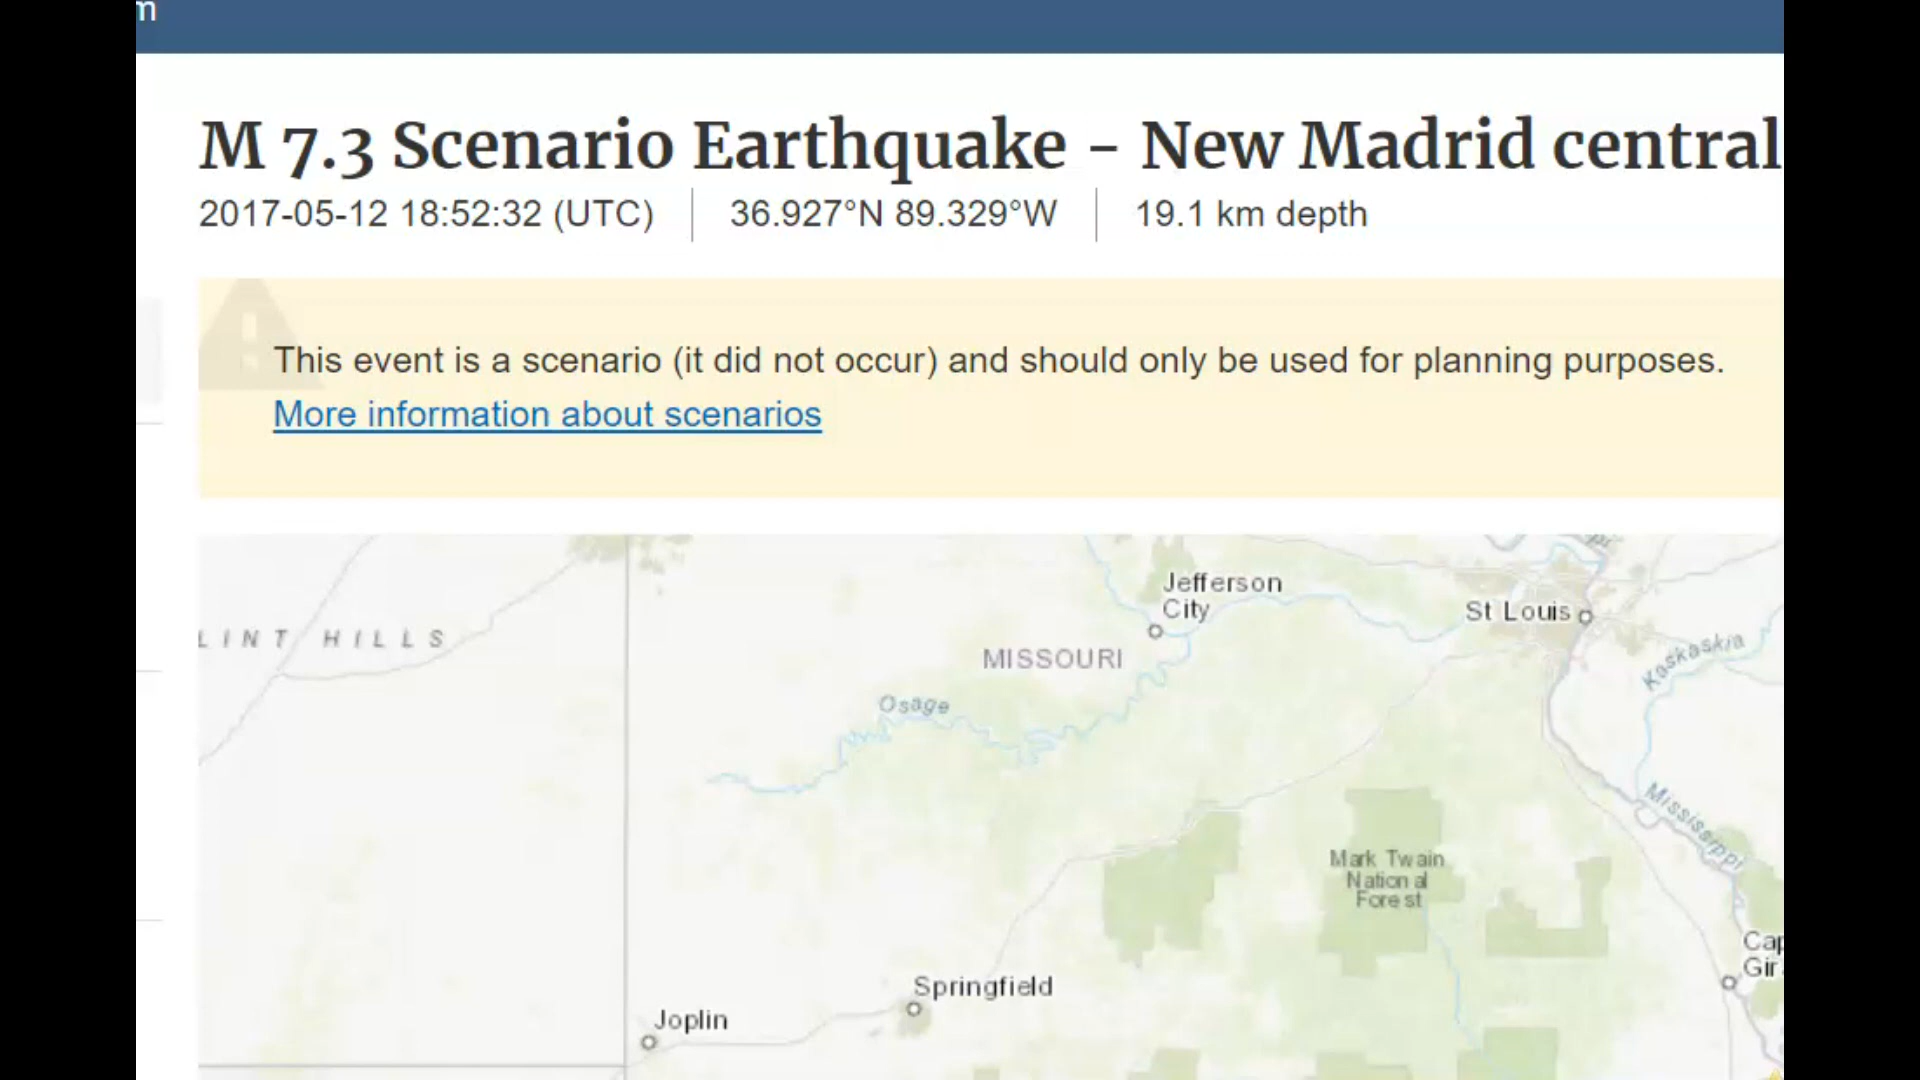 m
M 7.3 Scenario Earthquake - New Madrid central
2017-05-12 18:52:32 (UTC) 36.927°N 89.329°W 19.1 km depth
This event is a scenario (it did not occur) and should only be used for planning purposes.
More information about scenarios
Jefferson
City
St Louis
LINT HILLS
MISSOURI
Kaskaskia
Osage
Mississippi
Mark Twain
National
Forest
Cap
Gir
Springfield
Joplin